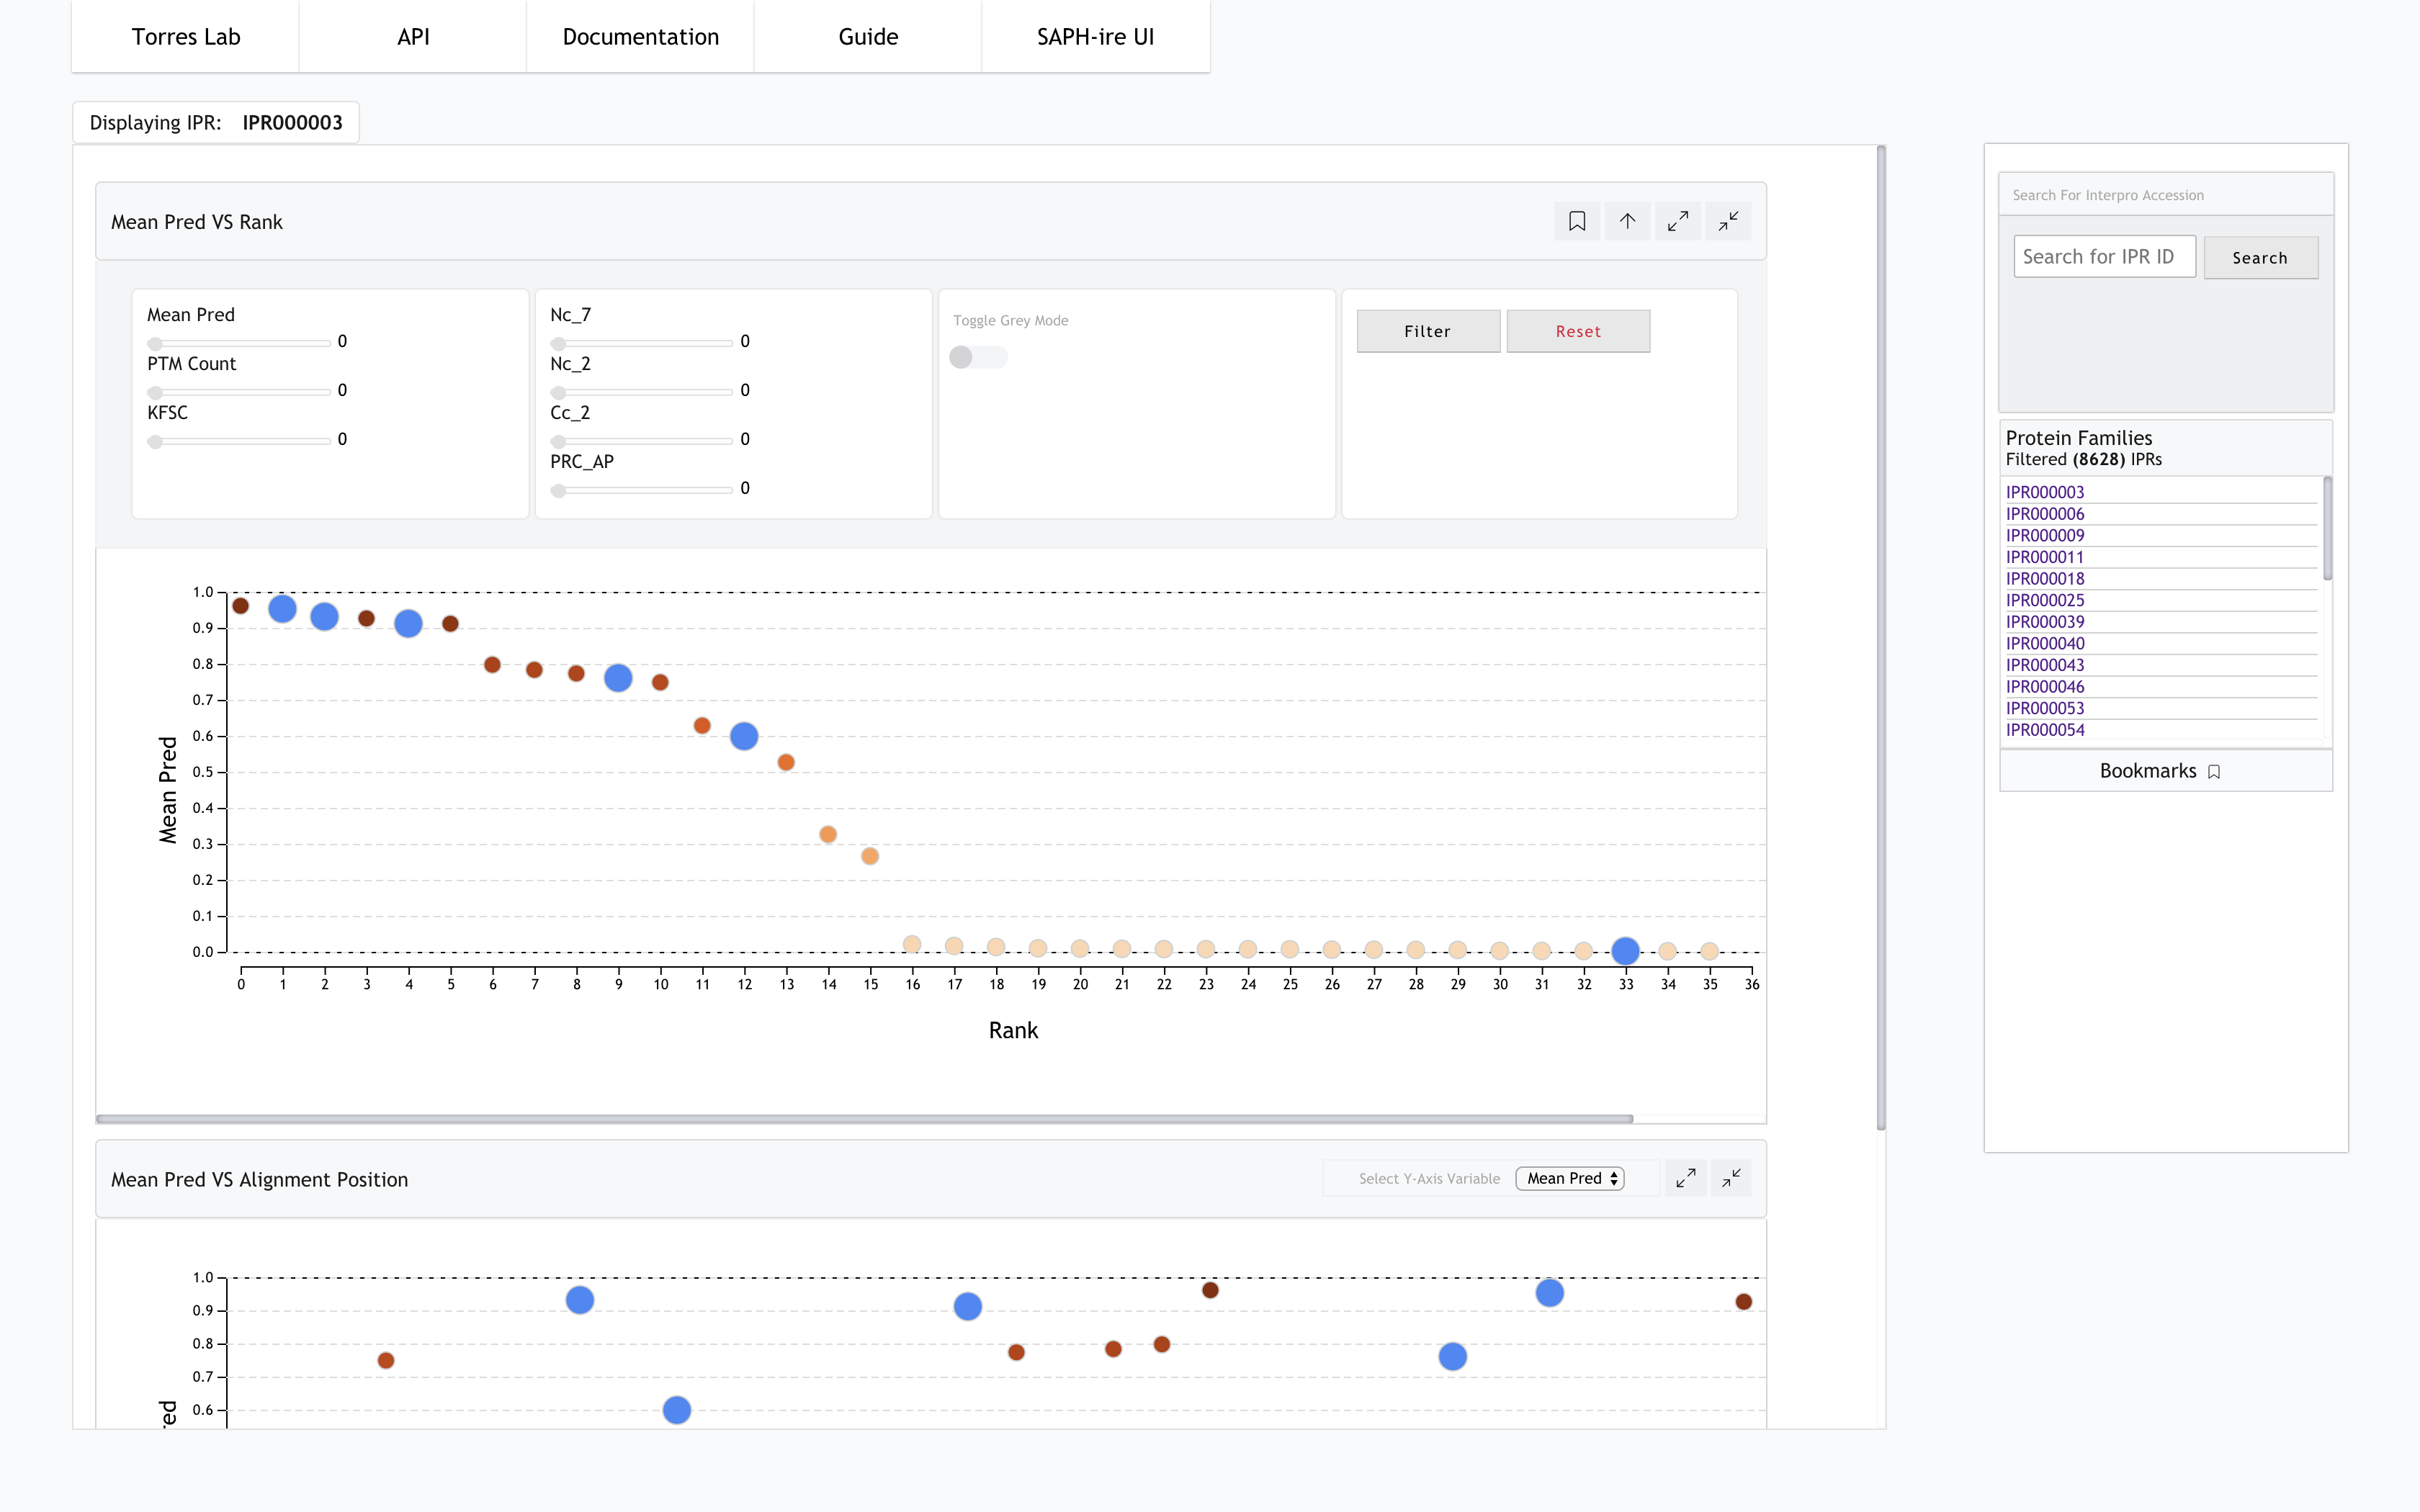 Torres Lab API Documentation Guide SAPH-ire UI
Displaying IPR: IPR000003
Mean Pred VS Rank
Mean Pred
0
PTM Count
0
KFSC
0
Nc_7
0
Nc_2
0
Cc_2
0
PRC_AP
0
Toggle Grey Mode
Filter Reset
1.0
0.9
0.8
0.7
0.6
0.5
0.4
0.3
0.2
0.1
0.0
Mean Pred
0 1 2 3 4 5 6 7 8 9 10 11 12 13 14 15 16 17 18 19 20 21 22 23 24 25 26 27 28 29 30 31 32 33 34 35 36
Rank
Mean Pred VS Alignment Position
Select Y-Axis Variable Mean Pred
1.0
0.9
0.8
0.7
0.6
red
Search For Interpro Accession
Search for IPR ID Search
Protein Families
Filtered (8628) IPRs
IPR000003
IPR000006
IPR000009
IPR000011
IPR000018
IPR000025
IPR000039
IPR000040
IPR000043
IPR000046
IPR000053
IPR000054
Bookmarks